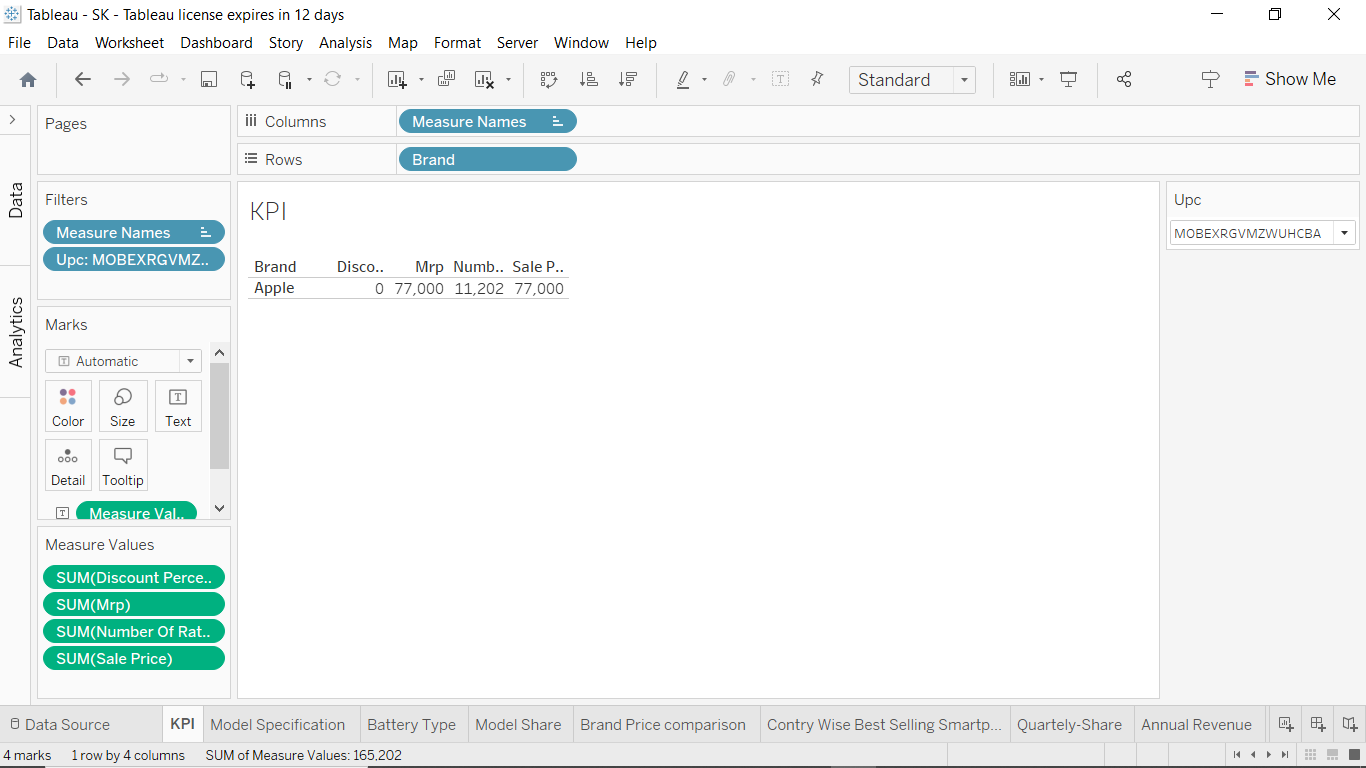 Tableau - SK - Tableau license expires in 12 days
File Data Worksheet Dashboard Story Analysis Map Format Server Window Help
Standard
Show Me
Data
Analytics
Pages
Filters
Measure Names
Upc: MOBEXRGVMZ..
Marks
Automatic
Color Size Text
Detail Tooltip
Measure Val..
Measure Values
SUM(Discount Perce..
SUM(Mrp)
SUM(Number Of Rat..
SUM(Sale Price)
Columns Measure Names
Rows Brand
KPI
Brand Disco.. Mrp Numb.. Sale P..
Apple 0 77,000 11,202 77,000
Upc
MOBEXRGVMZWUHCBA
Data Source KPI Model Specification Battery Type Model Share Brand Price comparison Contry Wise Best Selling Smartp... Quartely-Share Annual Revenue
4 marks 1 row by 4 columns SUM of Measure Values: 165,202